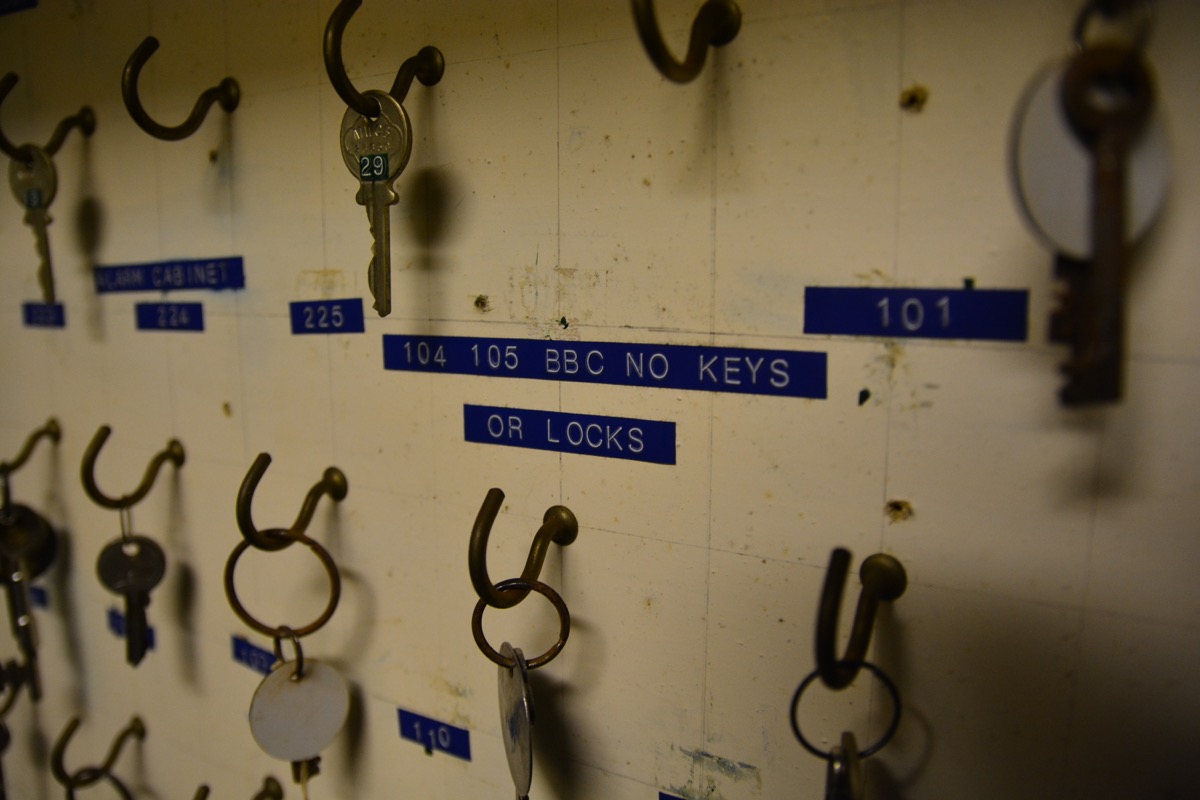 29
ALARM CABINET
224
225
101
104 105 BBC NO KEYS
OR LOCKS
110